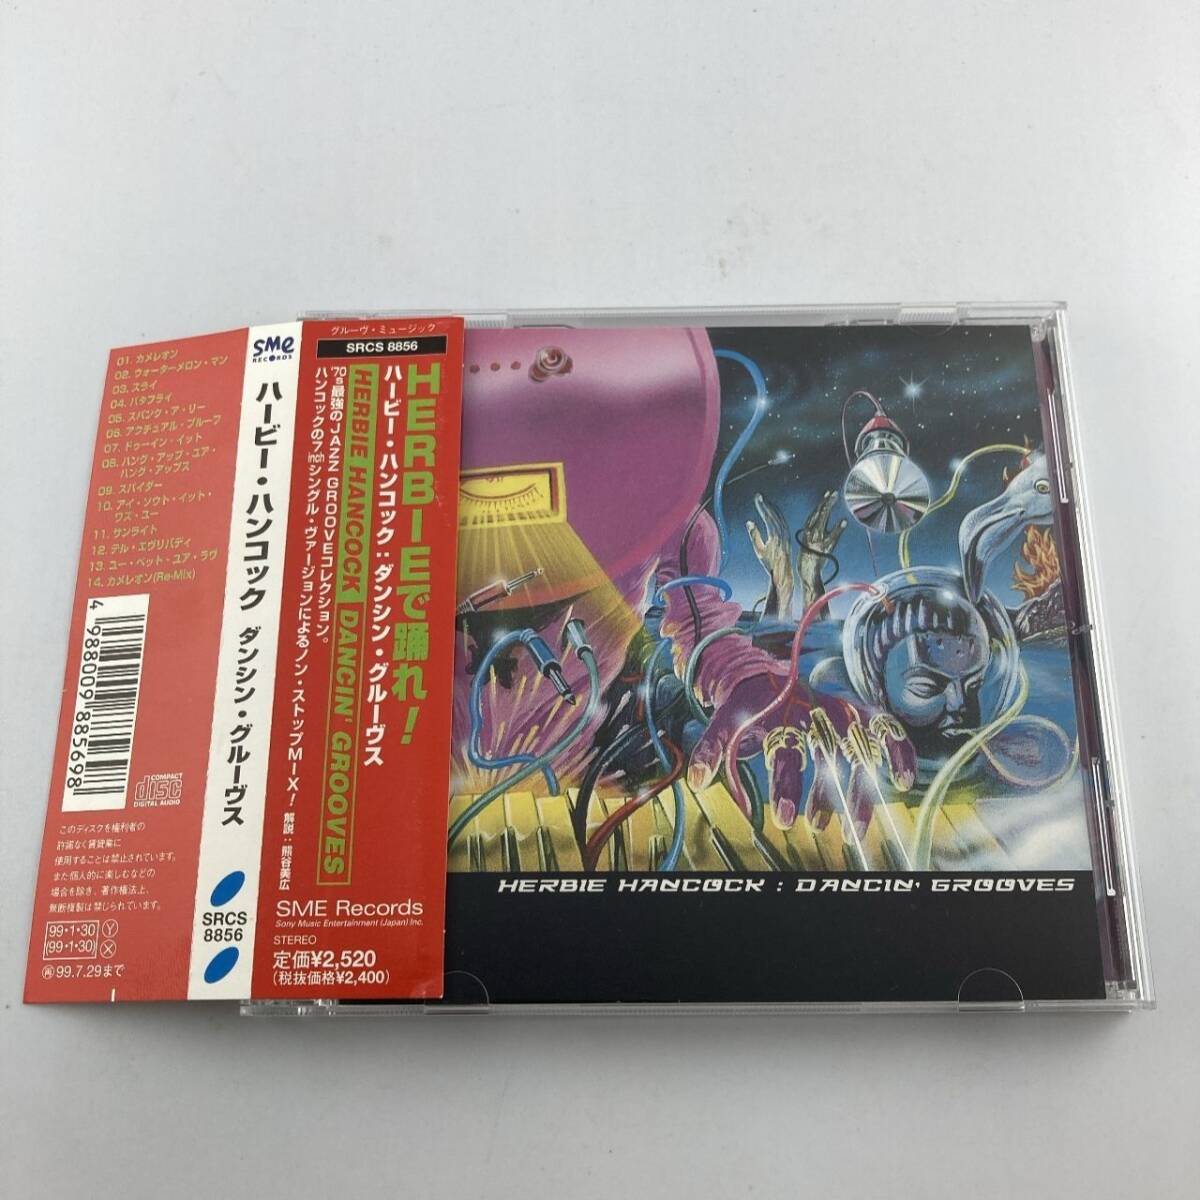 01. カメレオン
02. ウォーターメロン・マン
03. スライ
04. バタフライ
05. スパンク・ア・リー
06. アクチュアル・プルーフ
07. ドゥーイン・イット
08. ハング・アップ・ユア・
ハング・アップス
09. スパイダー
10. アイ・ソウト・イット・
ワズ・ユー
11. サンライト
12. テル・エヴリバディ
13. ユー・ベット・ユア・ラヴ
14. カメレオン(Re-Mix)
4 988009 885698
COMPACT
disc
DIGITAL AUDIO
このディスクを権利者の
許諾なく賃貸業に
使用することは禁止されています。
また個人的に楽しむなどの
場合を除き、著作権法上、
無断複製は禁じられています。
99・1・30 Y
(99・1・30) X
再 99.7.29まで
SME
RECORDS
ハービー・ハンコック ダンシン・グルーヴス
SRCS
8856
グルーヴ・ミュージック
SRCS 8856
HERBIEで踊れ!
ハービー・ハンコック:ダンシン・グルーヴス
HERBIE HANCOCK DANCIN' GROOVES
'70s最強のJAZZ GROOVEコレクション。
ハンコックの7inchシングル・ヴァージョンによるノン・ストップMIX!
解説:熊谷美広
SME Records
Sony Music Entertainment (Japan) Inc.
STEREO
定価¥2,520
(税抜価格¥2,400)
HERBIE HANCOCK : DANCIN' GROOVES